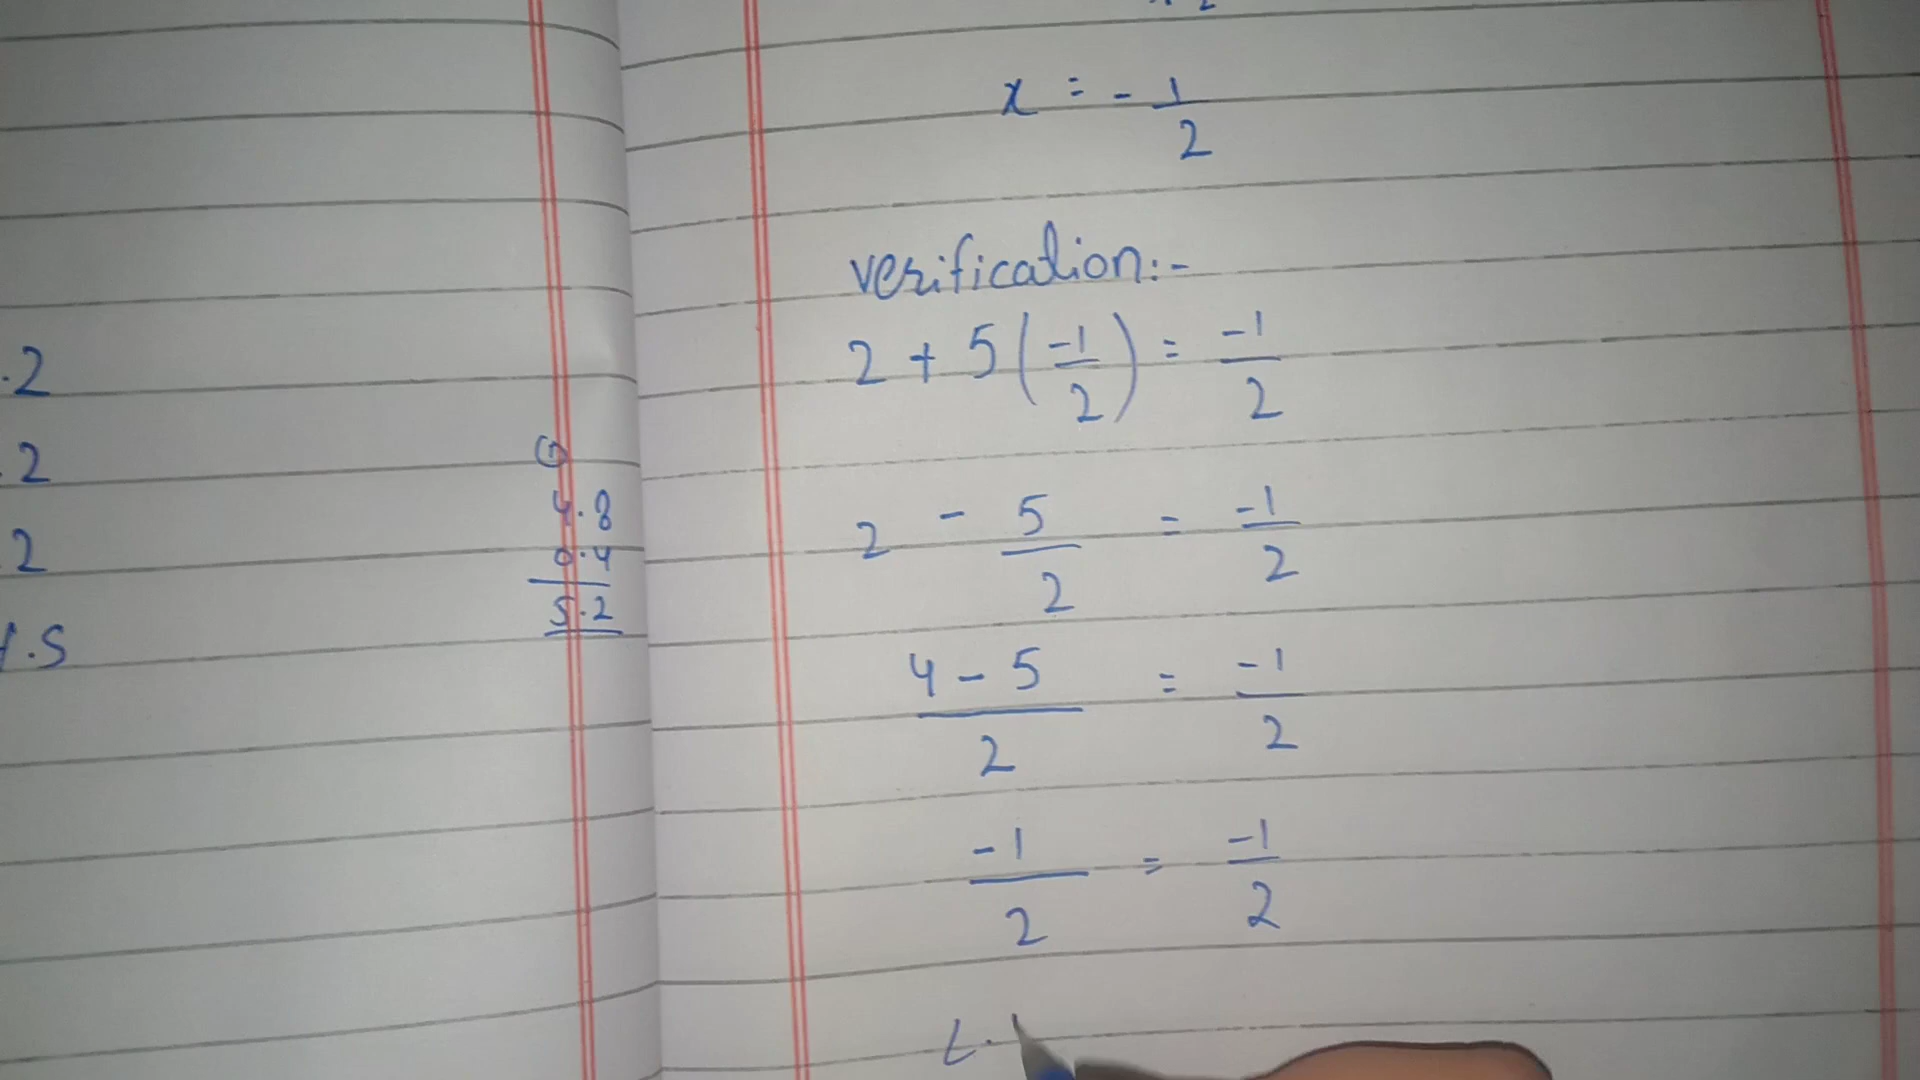 .2
.2
2
.S
4.8
0.4
5.2
x = - 1/2
verification:-
2 + 5(-1/2) = -1/2
2 - 5/2 = -1/2
4 - 5/2 = -1/2
-1/2 = -1/2
L.